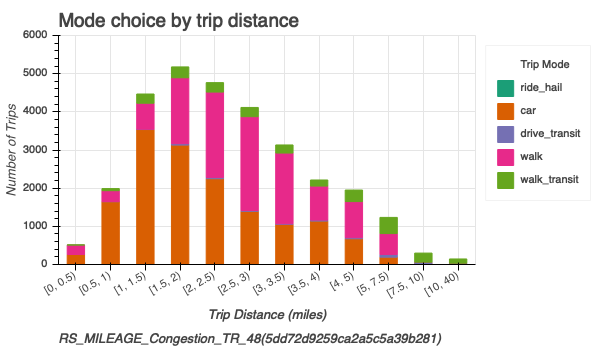 Mode choice by trip distance
6000
5000
4000
3000
2000
1000
0
Number of Trips
[0, 0.5)
[0.5, 1)
[1, 1.5)
[1.5, 2)
[2, 2.5)
[2.5, 3)
[3, 3.5)
[3.5, 4)
[4, 5)
[5, 7.5)
[7.5, 10)
[10, 40)
Trip Distance (miles)
RS_MILEAGE_Congestion_TR_48(5dd72d9259ca2a5c5a39b281)
Trip Mode
ride_hail
car
drive_transit
walk
walk_transit